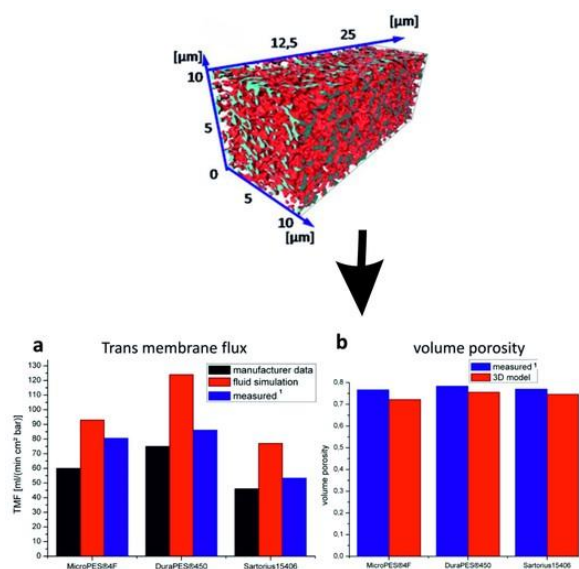 [µm]
12,5
25
[µm]
10
5
0
5
10
[µm]
a
Trans membrane flux
manufacturer data
fluid simulation
measured ¹
TMF [ml/(min cm² bar)]
130
120
110
100
90
80
70
60
50
40
30
20
10
0
MicroPES®4F
DuraPES®450
Sartorius15406
b
volume porosity
measured ¹
3D model
volume porosity
0,8
0,7
0,6
0,5
0,4
0,3
0,2
0,1
0,0
MicroPES®4F
DuraPES®450
Sartorius15406